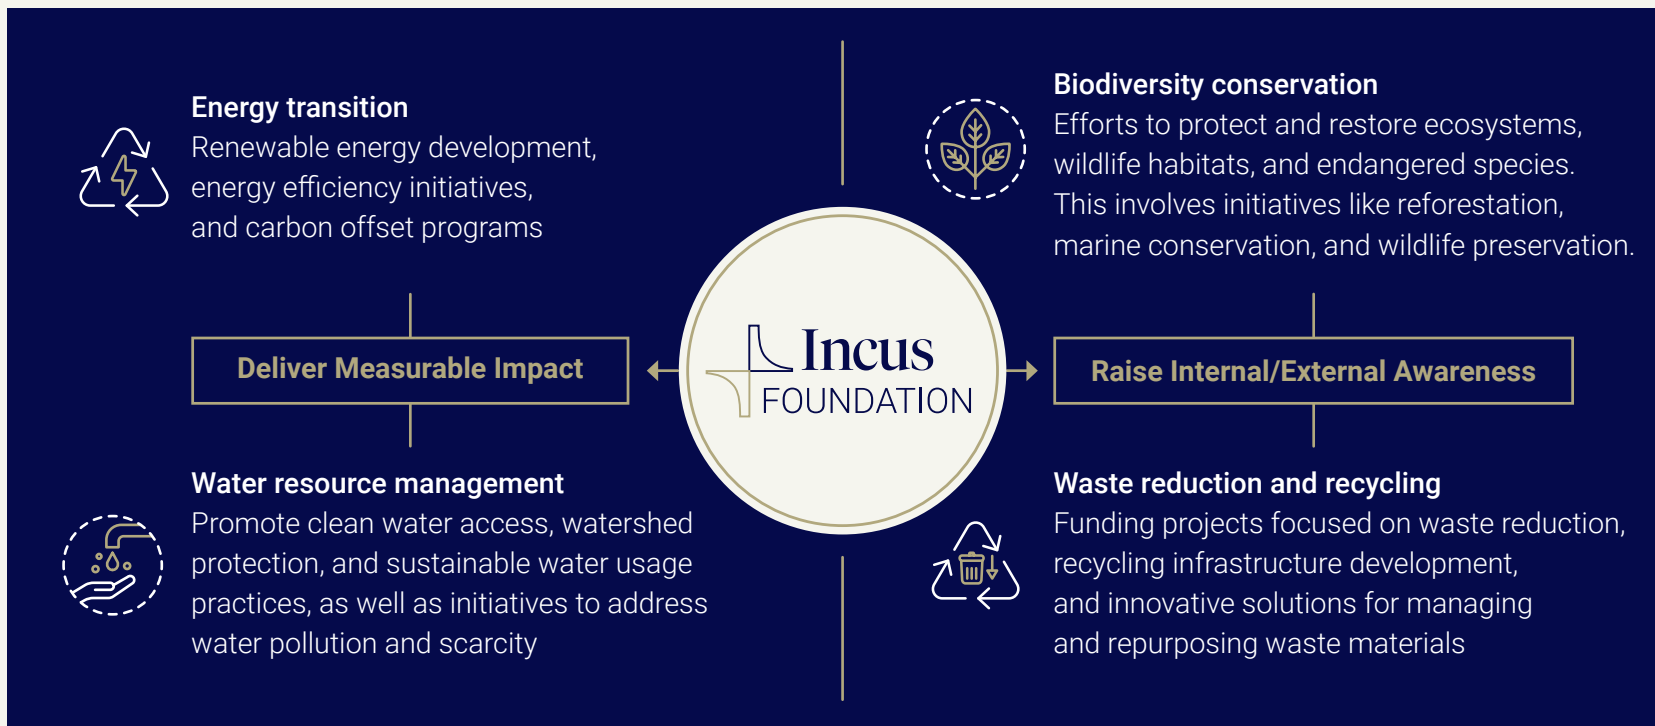 Energy transition
Renewable energy development,
energy efficiency initiatives,
and carbon offset programs
Biodiversity conservation
Efforts to protect and restore ecosystems,
wildlife habitats, and endangered species.
This involves initiatives like reforestation,
marine conservation, and wildlife preservation.
Deliver Measurable Impact
Incus
FOUNDATION
Raise Internal/External Awareness
Water resource management
Promote clean water access, watershed
protection, and sustainable water usage
practices, as well as initiatives to address
water pollution and scarcity
Waste reduction and recycling
Funding projects focused on waste reduction,
recycling infrastructure development,
and innovative solutions for managing
and repurposing waste materials